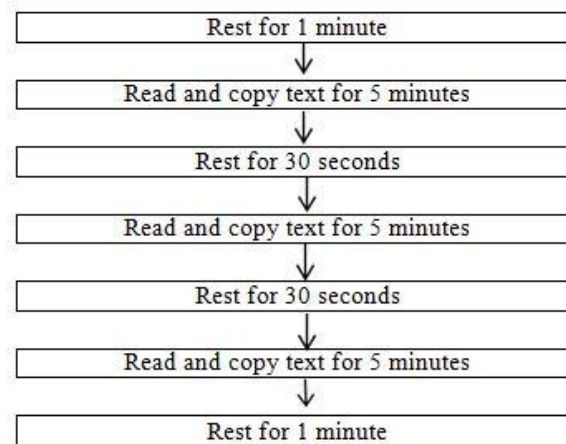 Rest for 1 minute
Read and copy text for 5 minutes
Rest for 30 seconds
Read and copy text for 5 minutes
Rest for 30 seconds
Read and copy text for 5 minutes
Rest for 1 minute